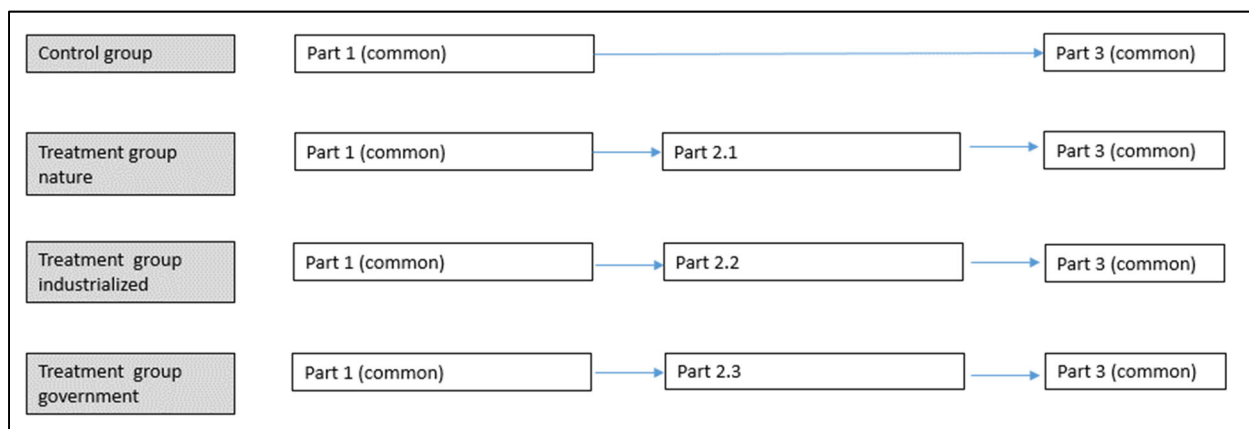 Control group
Part 1 (common)
Part 3 (common)
Treatment group
nature
Part 1 (common)
Part 2.1
Part 3 (common)
Treatment group
industrialized
Part 1 (common)
Part 2.2
Part 3 (common)
Treatment group
government
Part 1 (common)
Part 2.3
Part 3 (common)